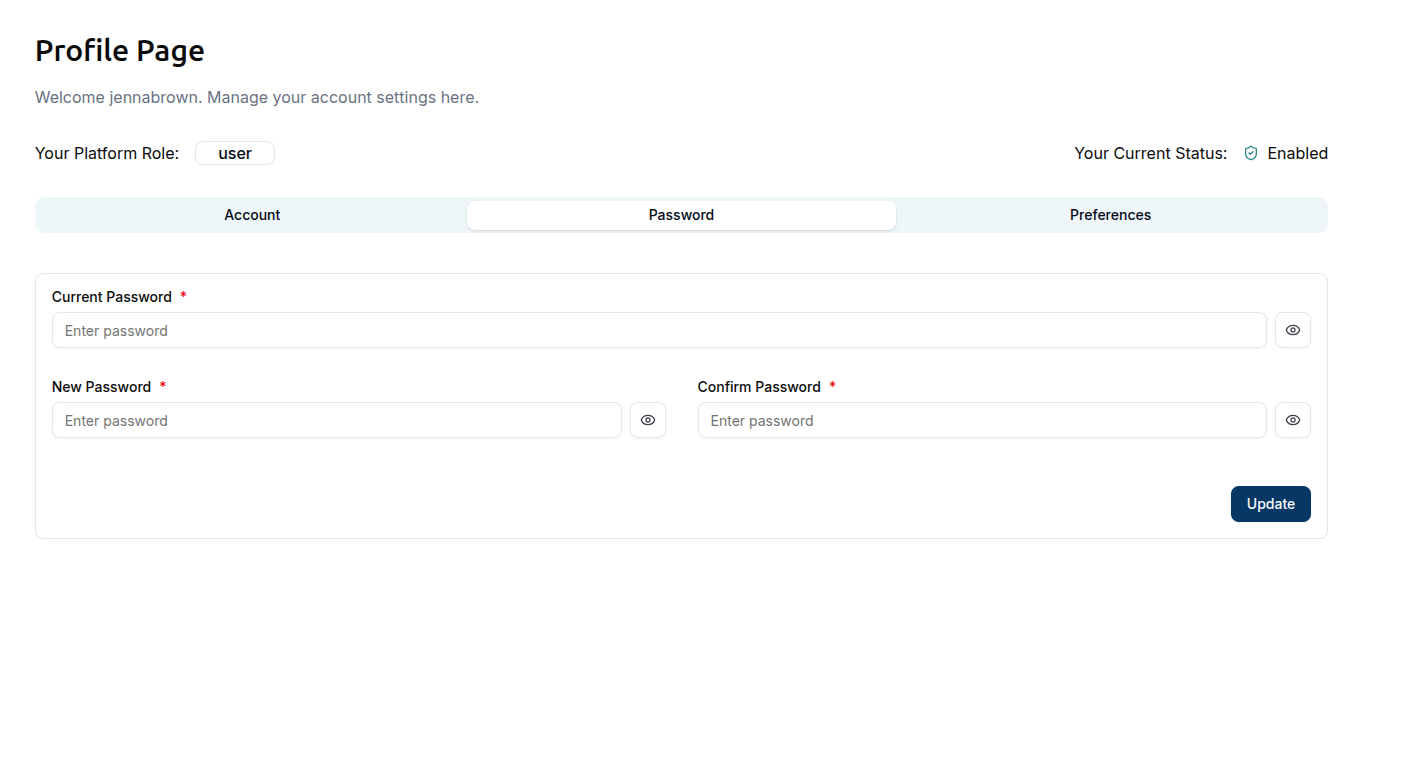 Profile Page
Welcome jennabrown. Manage your account settings here.
Your Platform Role: user Your Current Status: Enabled
Account Password Preferences
Current Password *
Enter password
New Password * Confirm Password *
Enter password Enter password
Update